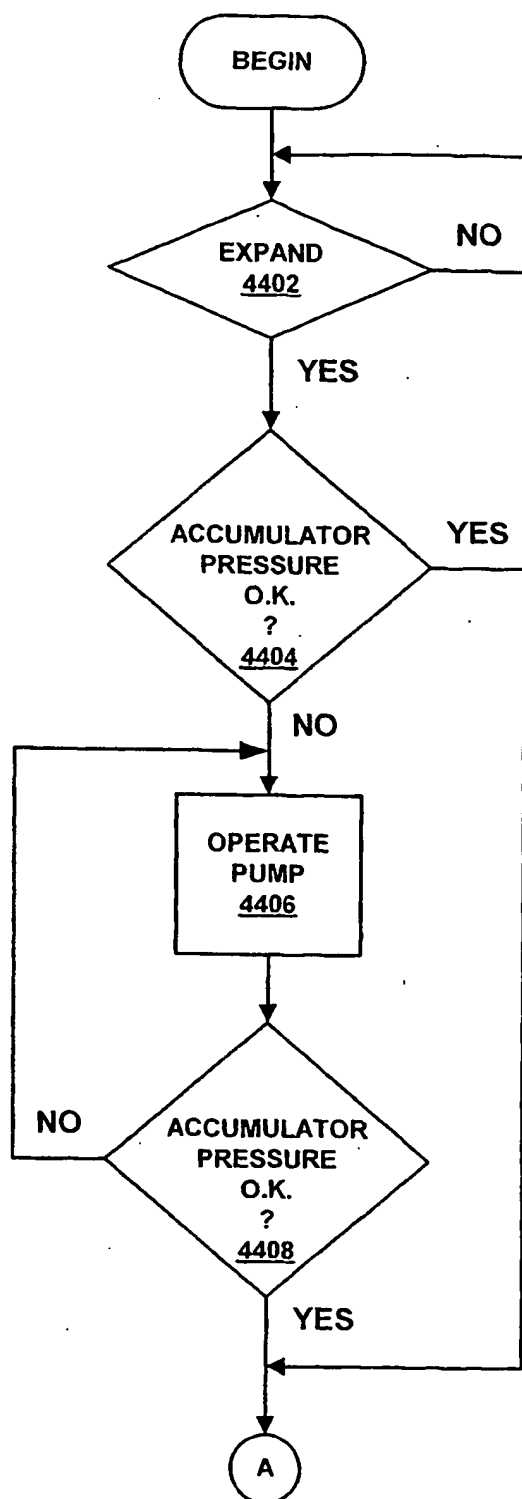 BEGIN
EXPAND
4402
NO
YES
ACCUMULATOR
PRESSURE
O.K.
?
4404
YES
NO
OPERATE
PUMP
4406
ACCUMULATOR
PRESSURE
O.K.
?
4408
NO
YES
A